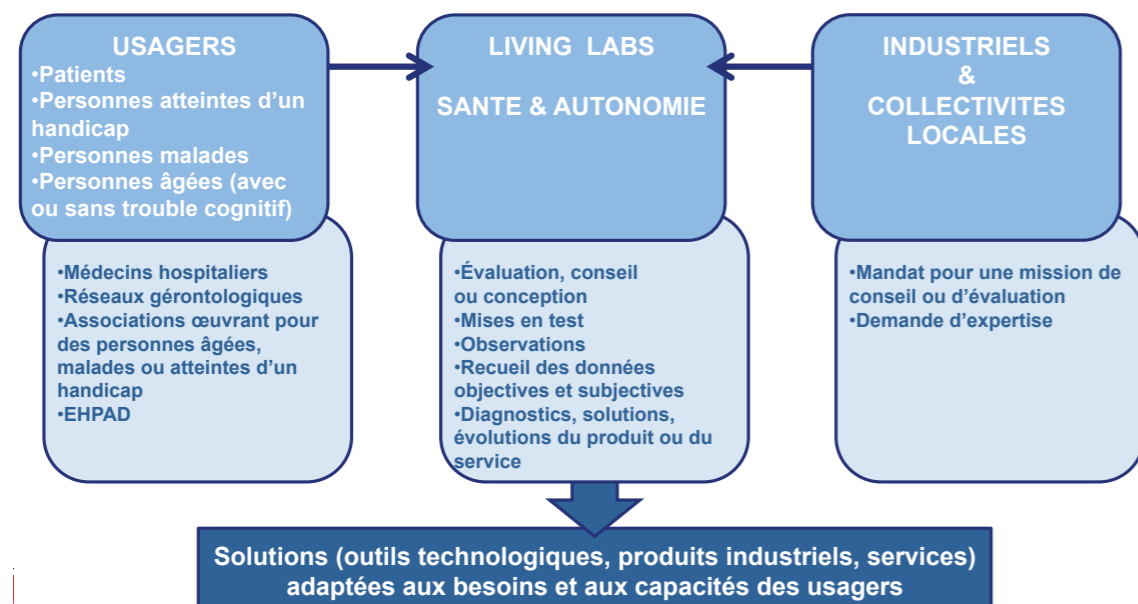 USAGERS
•Patients
•Personnes atteintes d’un
handicap
•Personnes malades
•Personnes âgées (avec
ou sans trouble cognitif)
•Médecins hospitaliers
•Réseaux gérontologiques
•Associations œuvrant pour
des personnes âgées,
malades ou atteintes d’un
handicap
•EHPAD
LIVING LABS
SANTE & AUTONOMIE
•Évaluation, conseil
ou conception
•Mises en test
•Observations
•Recueil des données
objectives et subjectives
•Diagnostics, solutions,
évolutions du produit ou du
service
INDUSTRIELS
&
COLLECTIVITES
LOCALES
•Mandat pour une mission de
conseil ou d’évaluation
•Demande d’expertise
Solutions (outils technologiques, produits industriels, services)
adaptées aux besoins et aux capacités des usagers